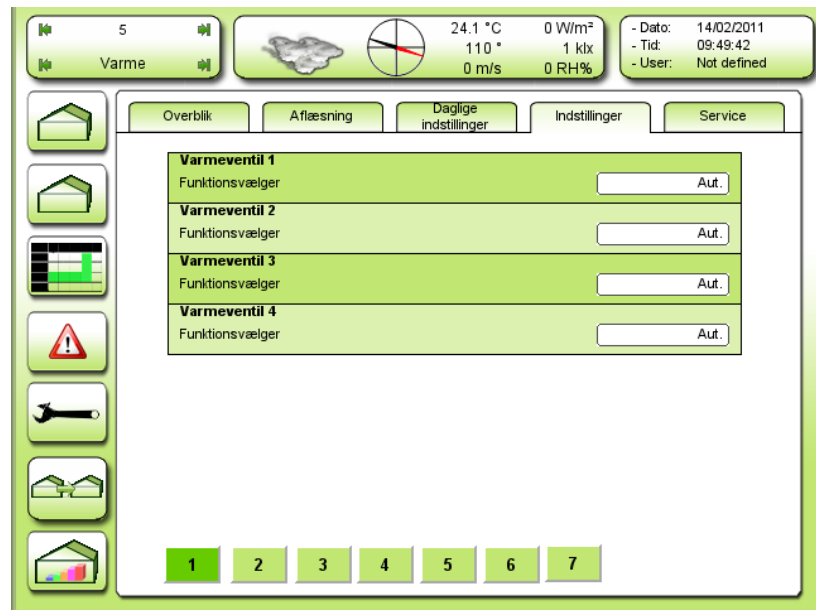 5
Varme
24.1 °C
110 °
0 m/s
0 W/m²
1 klx
0 RH%
- Dato: 14/02/2011
- Tid: 09:49:42
- User: Not defined
Overblik
Aflæsning
Daglige
indstillinger
Indstillinger
Service
Varmeventil 1
Funktionsvælger Aut.
Varmeventil 2
Funktionsvælger Aut.
Varmeventil 3
Funktionsvælger Aut.
Varmeventil 4
Funktionsvælger Aut.
1 2 3 4 5 6 7